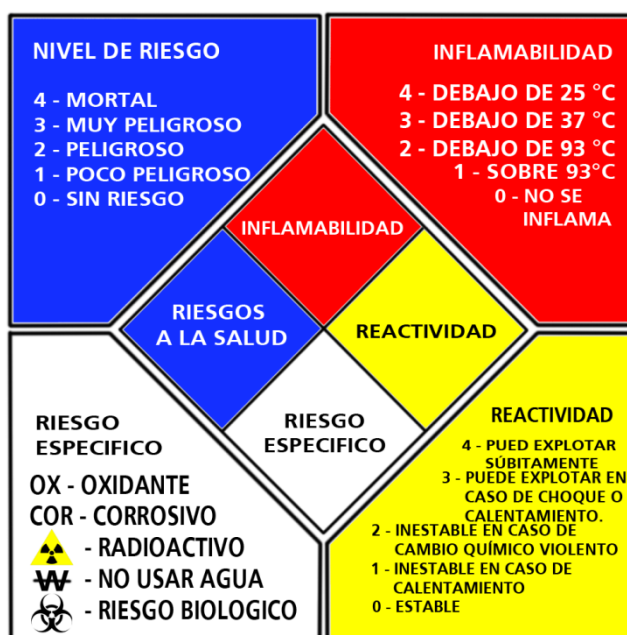 NIVEL DE RIESGO
4 - MORTAL
3 - MUY PELIGROSO
2 - PELIGROSO
1 - POCO PELIGROSO
0 - SIN RIESGO
INFLAMABILIDAD
4 - DEBAJO DE 25 °C
3 - DEBAJO DE 37 °C
2 - DEBAJO DE 93 °C
1 - SOBRE 93°C
0 - NO SE
INFLAMA
INFLAMABILIDAD
RIESGOS
A LA SALUD
REACTIVIDAD
RIESGO
ESPECIFICO
RIESGO
ESPECIFICO
OX - OXIDANTE
COR - CORROSIVO
- RADIOACTIVO
W - NO USAR AGUA
- RIESGO BIOLOGICO
REACTIVIDAD
4 - PUED EXPLOTAR
SÚBITAMENTE
3 - PUEDE EXPLOTAR EN
CASO DE CHOQUE O
CALENTAMIENTO.
2 - INESTABLE EN CASO DE
CAMBIO QUÍMICO VIOLENTO
1 - INESTABLE EN CASO DE
CALENTAMIENTO
0 - ESTABLE